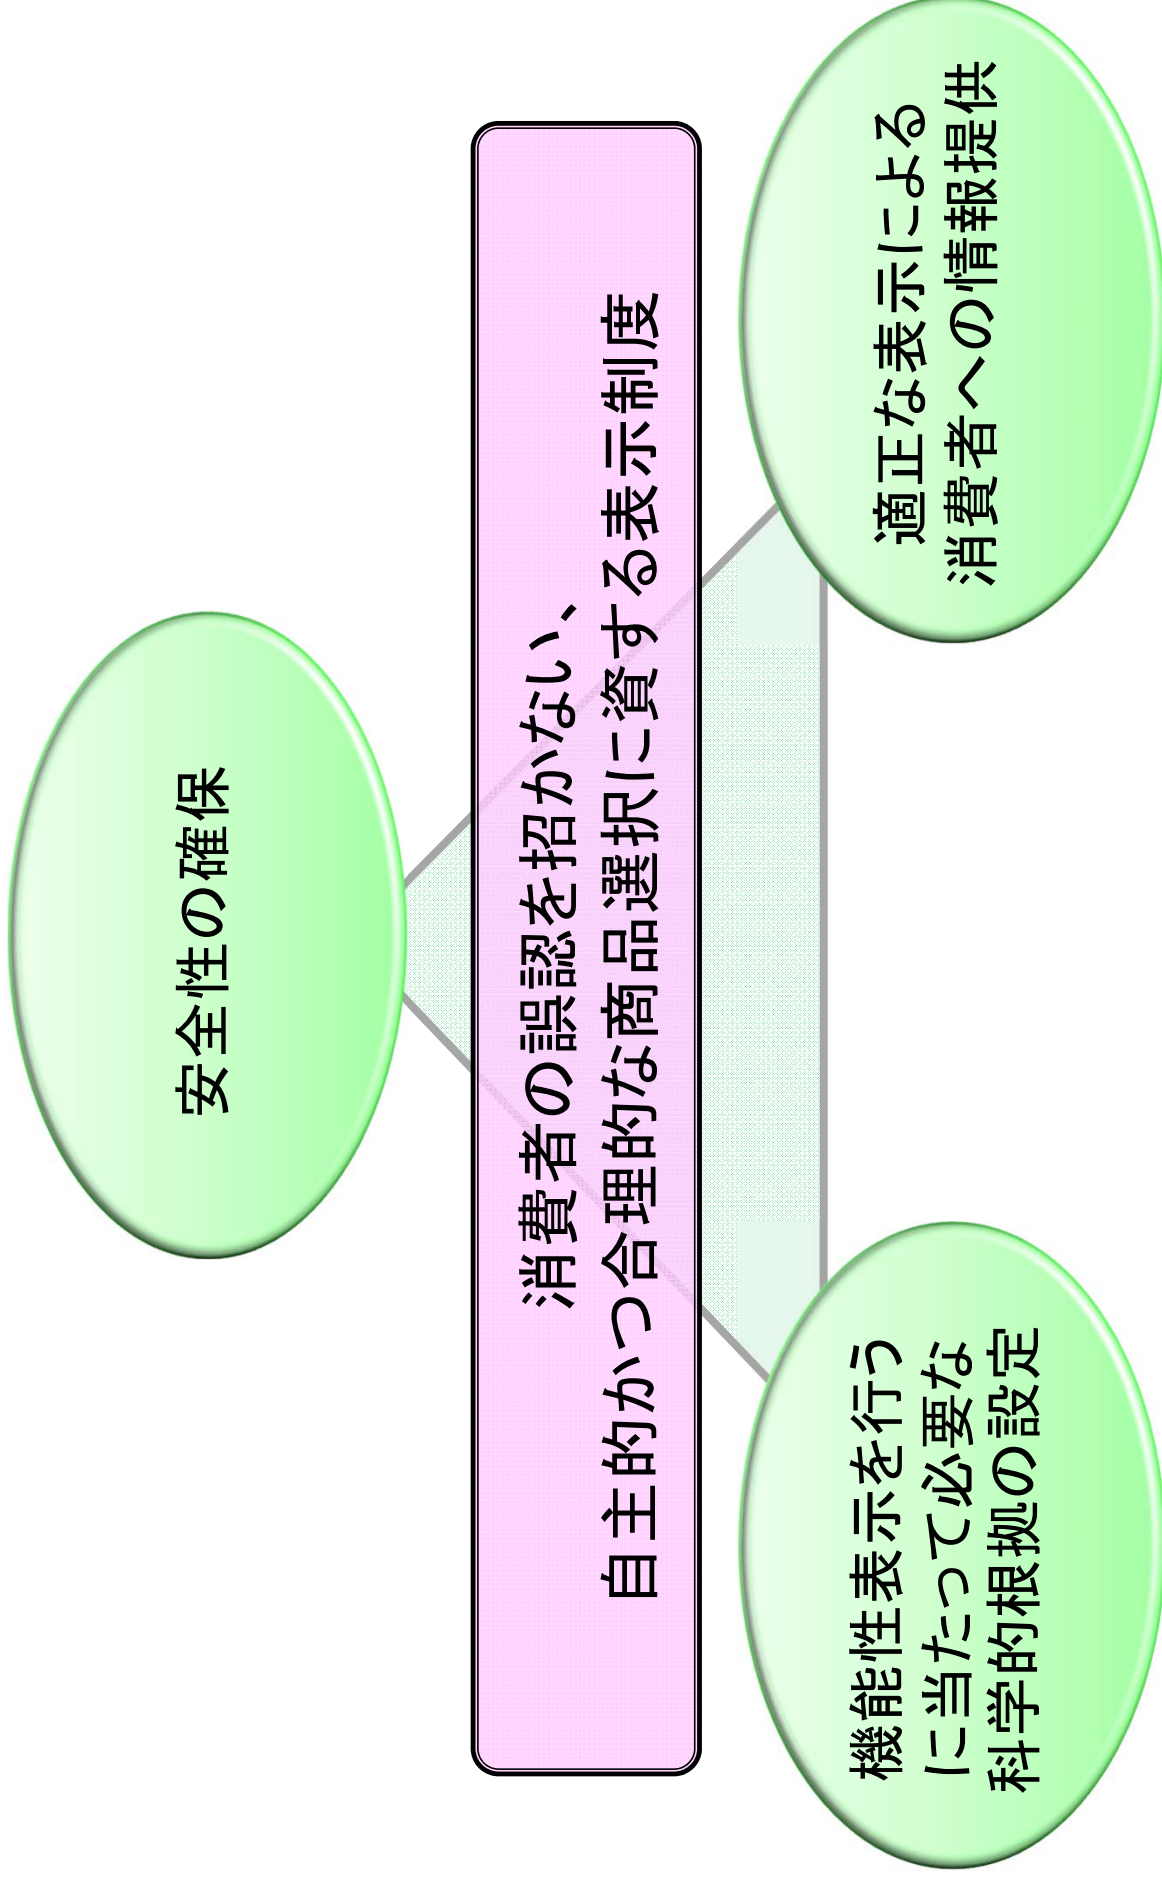 安全性の確保
消費者の誤認を招かない、
自主的かつ合理的な商品選択に資する表示制度
機能性表示を行う
に当たって必要な
科学的根拠の設定
適正な表示による
消費者への情報提供